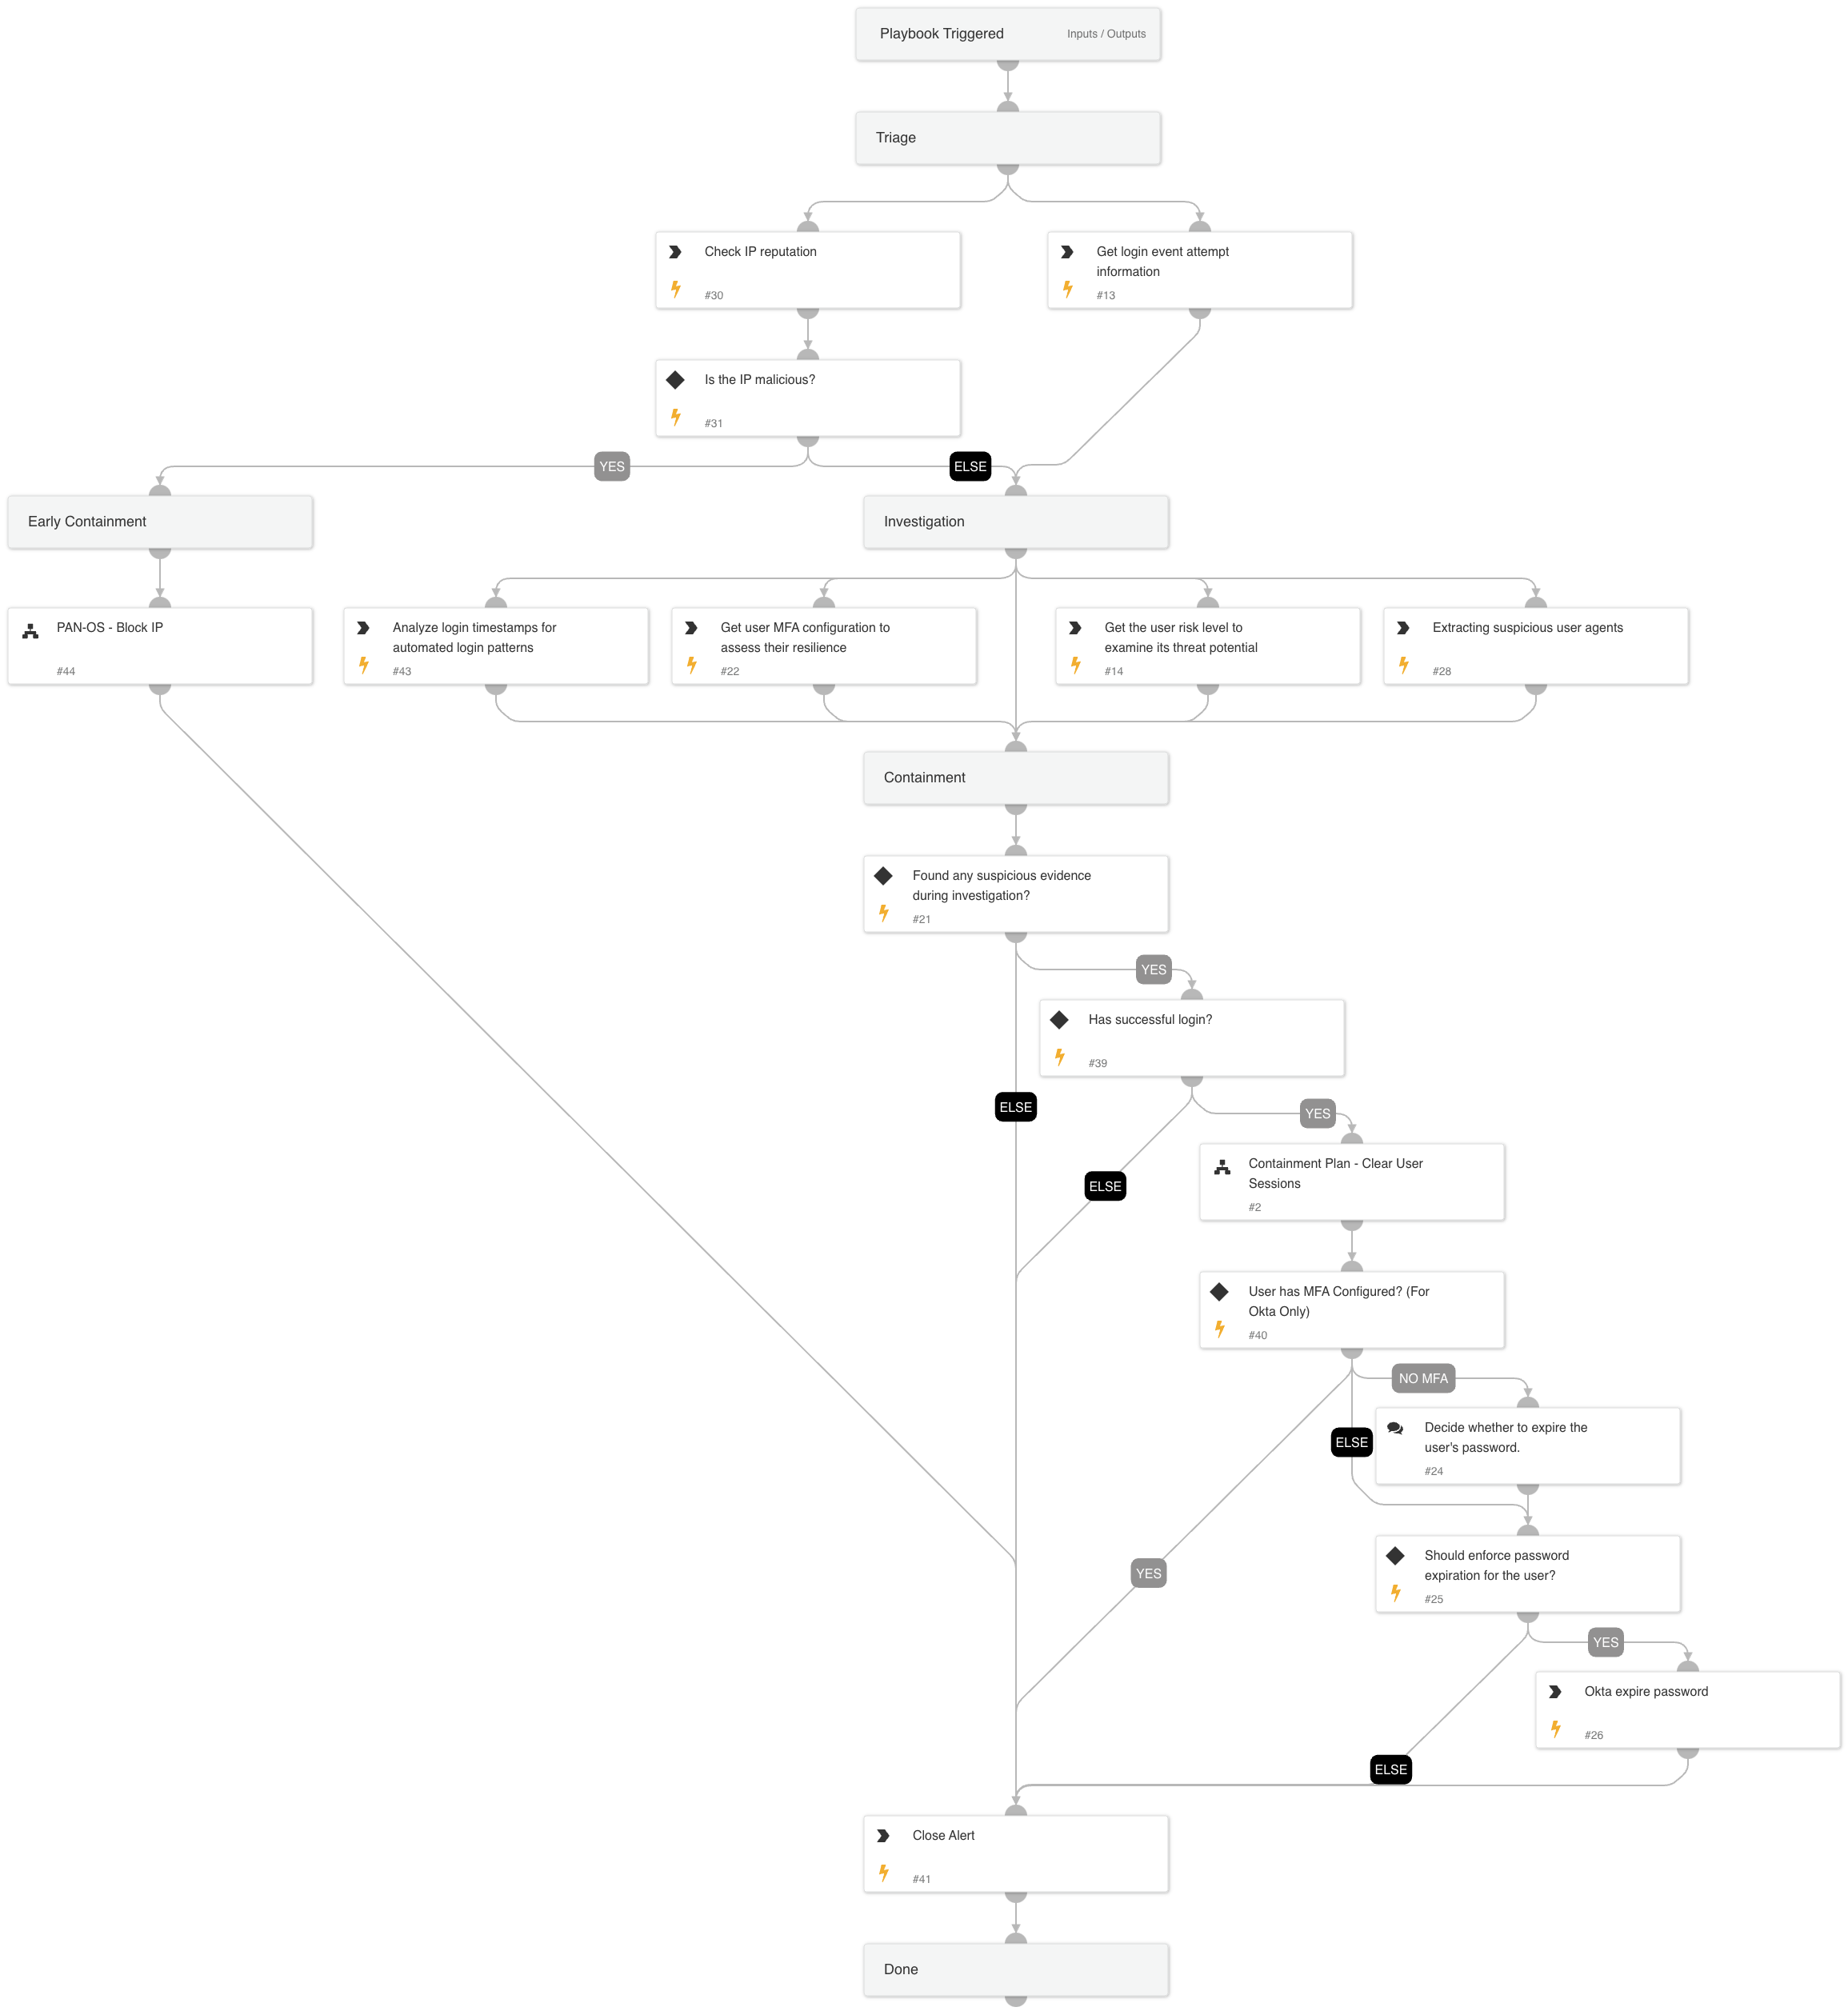 Playbook Triggered
Inputs / Outputs
Triage
Check IP reputation
#30
Get login event attempt
information
#13
Is the IP malicious?
#31
YES
ELSE
Early Containment
Investigation
PAN-OS - Block IP
#44
Analyze login timestamps for
automated login patterns
#43
Get user MFA configuration to
assess their resilience
#22
Get the user risk level to
examine its threat potential
#14
Extracting suspicious user agents
#28
Containment
Found any suspicious evidence
during investigation?
#21
YES
Has successful login?
#39
ELSE
YES
ELSE
Containment Plan - Clear User
Sessions
#2
User has MFA Configured? (For
Okta Only)
#40
NO MFA
ELSE
Decide whether to expire the
user's password.
#24
YES
Should enforce password
expiration for the user?
#25
YES
Okta expire password
#26
ELSE
Close Alert
#41
Done